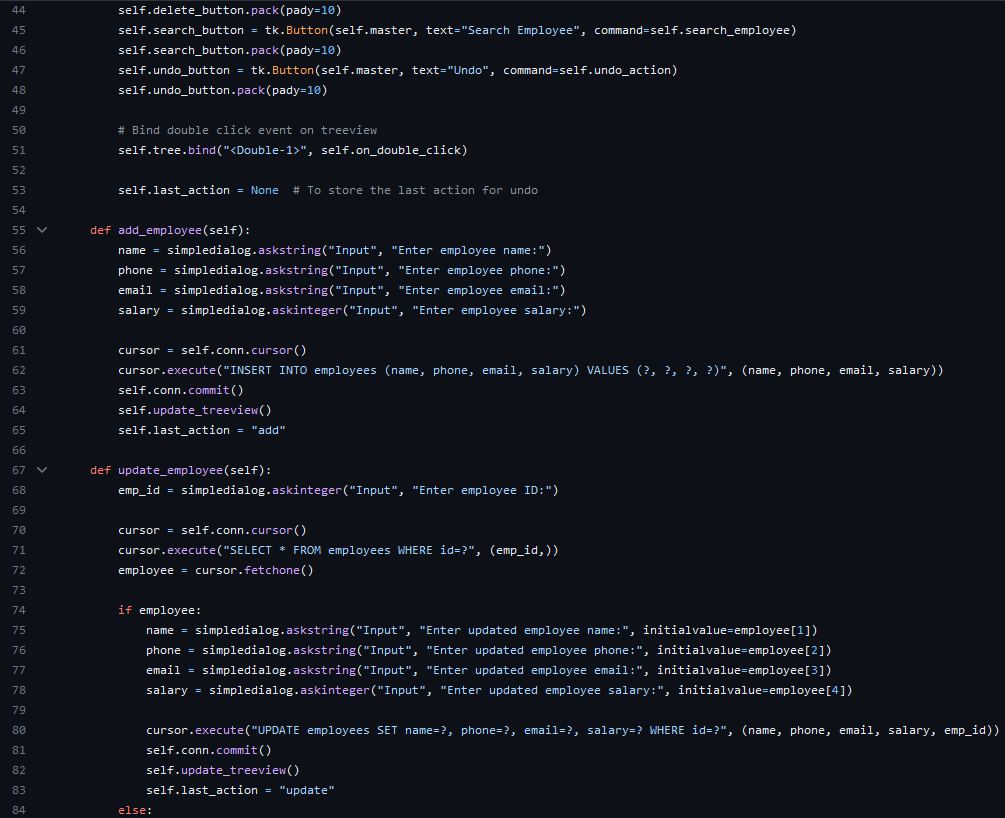 44 self.delete_button.pack(pady=10)
45 self.search_button = tk.Button(self.master, text="Search Employee", command=self.search_employee)
46 self.search_button.pack(pady=10)
47 self.undo_button = tk.Button(self.master, text="Undo", command=self.undo_action)
48 self.undo_button.pack(pady=10)
49
50 # Bind double click event on treeview
51 self.tree.bind("<Double-1>", self.on_double_click)
52
53 self.last_action = None  # To store the last action for undo
54
55 def add_employee(self):
56 name = simpledialog.askstring("Input", "Enter employee name:")
57 phone = simpledialog.askstring("Input", "Enter employee phone:")
58 email = simpledialog.askstring("Input", "Enter employee email:")
59 salary = simpledialog.askinteger("Input", "Enter employee salary:")
60
61 cursor = self.conn.cursor()
62 cursor.execute("INSERT INTO employees (name, phone, email, salary) VALUES (?, ?, ?, ?)", (name, phone, email, salary))
63 self.conn.commit()
64 self.update_treeview()
65 self.last_action = "add"
66
67 def update_employee(self):
68 emp_id = simpledialog.askinteger("Input", "Enter employee ID:")
69
70 cursor = self.conn.cursor()
71 cursor.execute("SELECT * FROM employees WHERE id=?", (emp_id,))
72 employee = cursor.fetchone()
73
74 if employee:
75 name = simpledialog.askstring("Input", "Enter updated employee name:", initialvalue=employee[1])
76 phone = simpledialog.askstring("Input", "Enter updated employee phone:", initialvalue=employee[2])
77 email = simpledialog.askstring("Input", "Enter updated employee email:", initialvalue=employee[3])
78 salary = simpledialog.askinteger("Input", "Enter updated employee salary:", initialvalue=employee[4])
79
80 cursor.execute("UPDATE employees SET name=?, phone=?, email=?, salary=? WHERE id=?", (name, phone, email, salary, emp_id))
81 self.conn.commit()
82 self.update_treeview()
83 self.last_action = "update"
84 else: